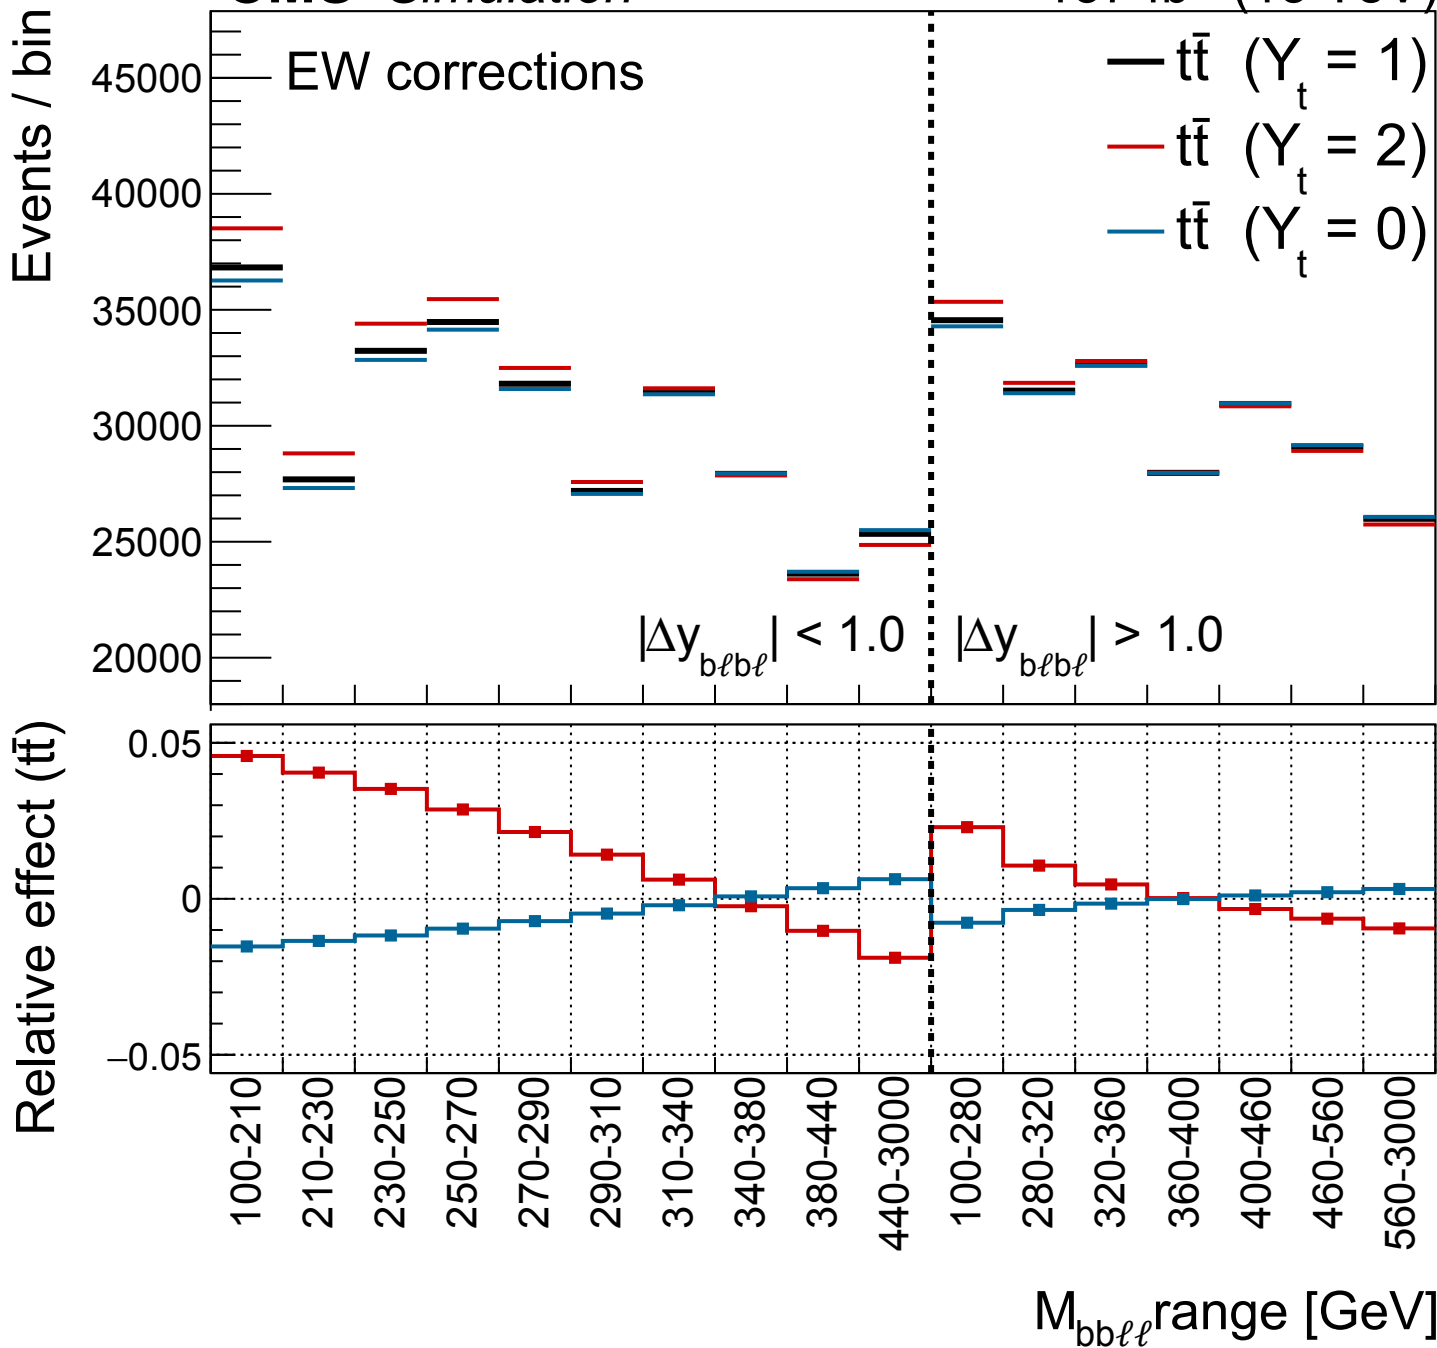 Simulation
EW corrections
tt̄ (Y_t = 1)
tt̄ (Y_t = 2)
tt̄ (Y_t = 0)
Events / bin
45000
40000
35000
30000
25000
20000
|Δy_bℓbℓ| < 1.0
|Δy_bℓbℓ| > 1.0
Relative effect (tt̄)
0.05
0
−0.05
100-210
210-230
230-250
250-270
270-290
290-310
310-340
340-380
380-440
440-3000
100-280
280-320
320-360
360-400
400-460
460-560
560-3000
M_bbℓℓ range [GeV]